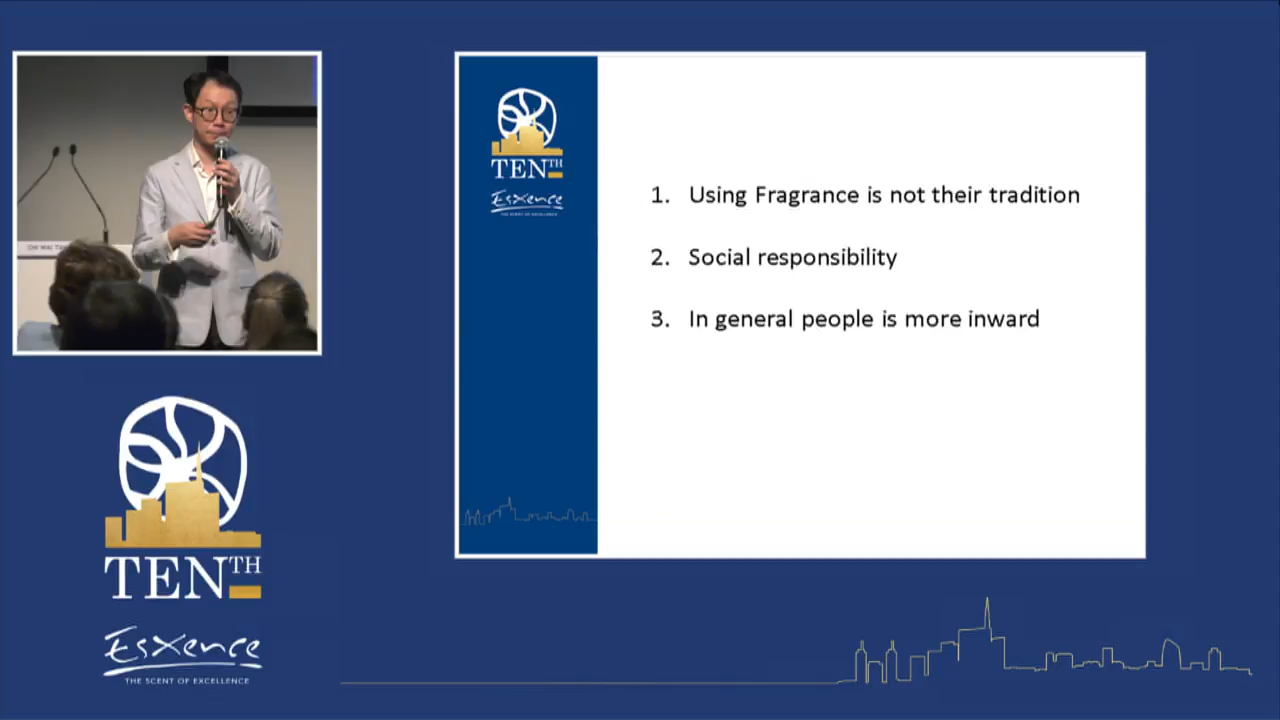 TENTH
Esxence
THE SCENT OF EXCELLENCE
1. Using Fragrance is not their tradition
2. Social responsibility
3. In general people is more inward
TENTH
Esxence
THE SCENT OF EXCELLENCE